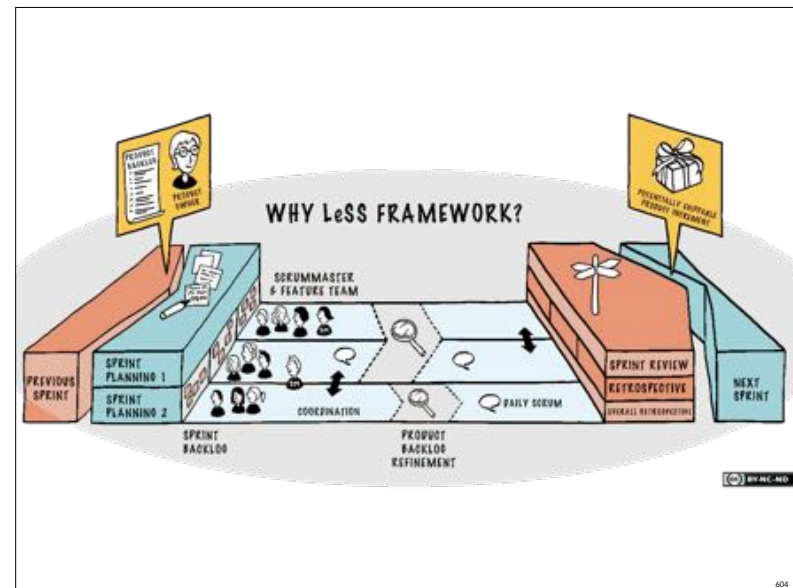 PRODUCT
BACKLOG
PRODUCT
OWNER
WHY LeSS FRAMEWORK?
POTENTIALLY SHIPPABLE
PRODUCT INCREMENT
SCRUMMASTER
& FEATURE TEAM
SM
PREVIOUS
SPRINT
SPRINT
PLANNING 1
SPRINT
PLANNING 2
SM
COORDINATION
DAILY SCRUM
SPRINT REVIEW
RETROSPECTIVE
OVERALL RETROSPECTIVE
NEXT
SPRINT
SPRINT
BACKLOG
PRODUCT
BACKLOG
REFINEMENT
(cc) BY-NC-ND
604